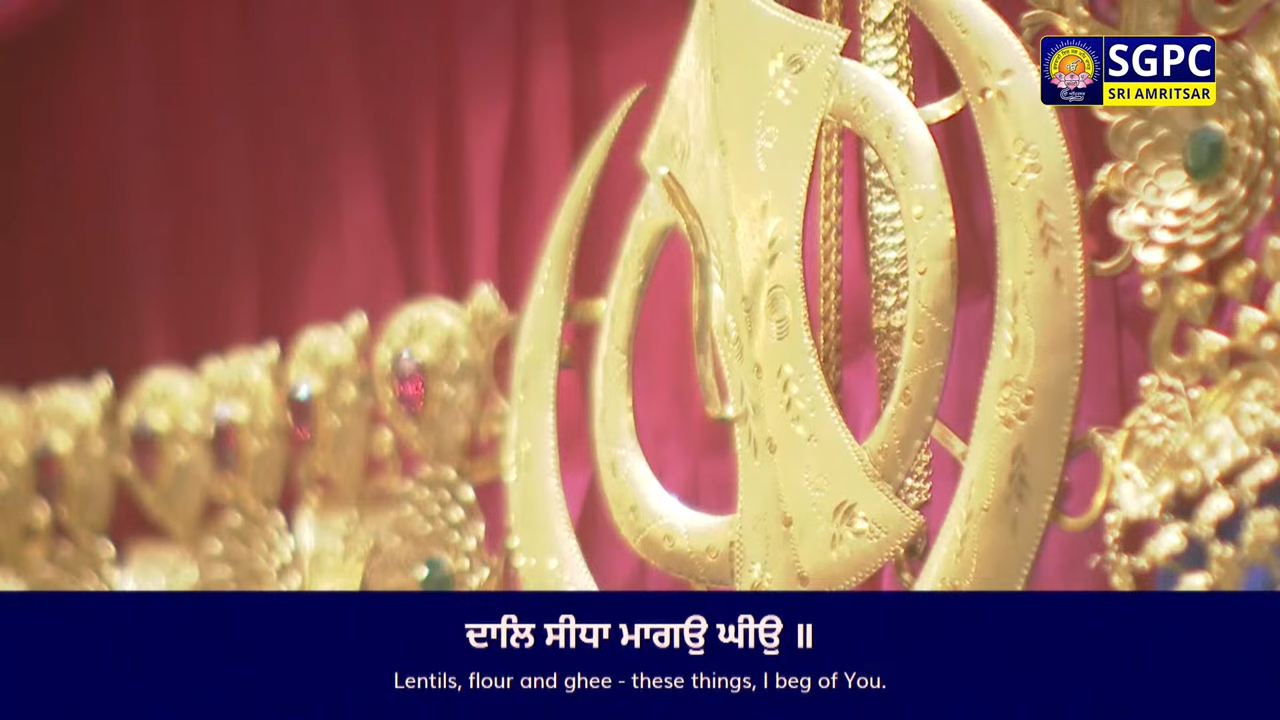 SGPC
SRI AMRITSAR
ਦਾਲਿ ਸੀਧਾ ਮਾਗਉ ਘੀਉ ॥
Lentils, flour and ghee - these things, I beg of You.